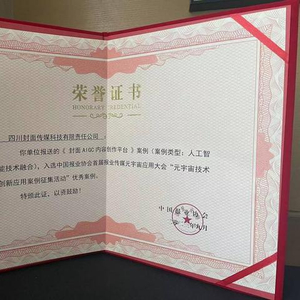 荣誉证书
HONORARY CREDENTIAL
四川封面传媒科技有限责任公司
你单位报送的《封面AIGC内容创作平台》案例（案例类型：人工智
能技术融合），入选中国报业协会首届报业传媒元宇宙应用大会“元宇宙技术
创新应用案例征集活动”优秀案例。
特颁此证，以资鼓励！
中国报业协会